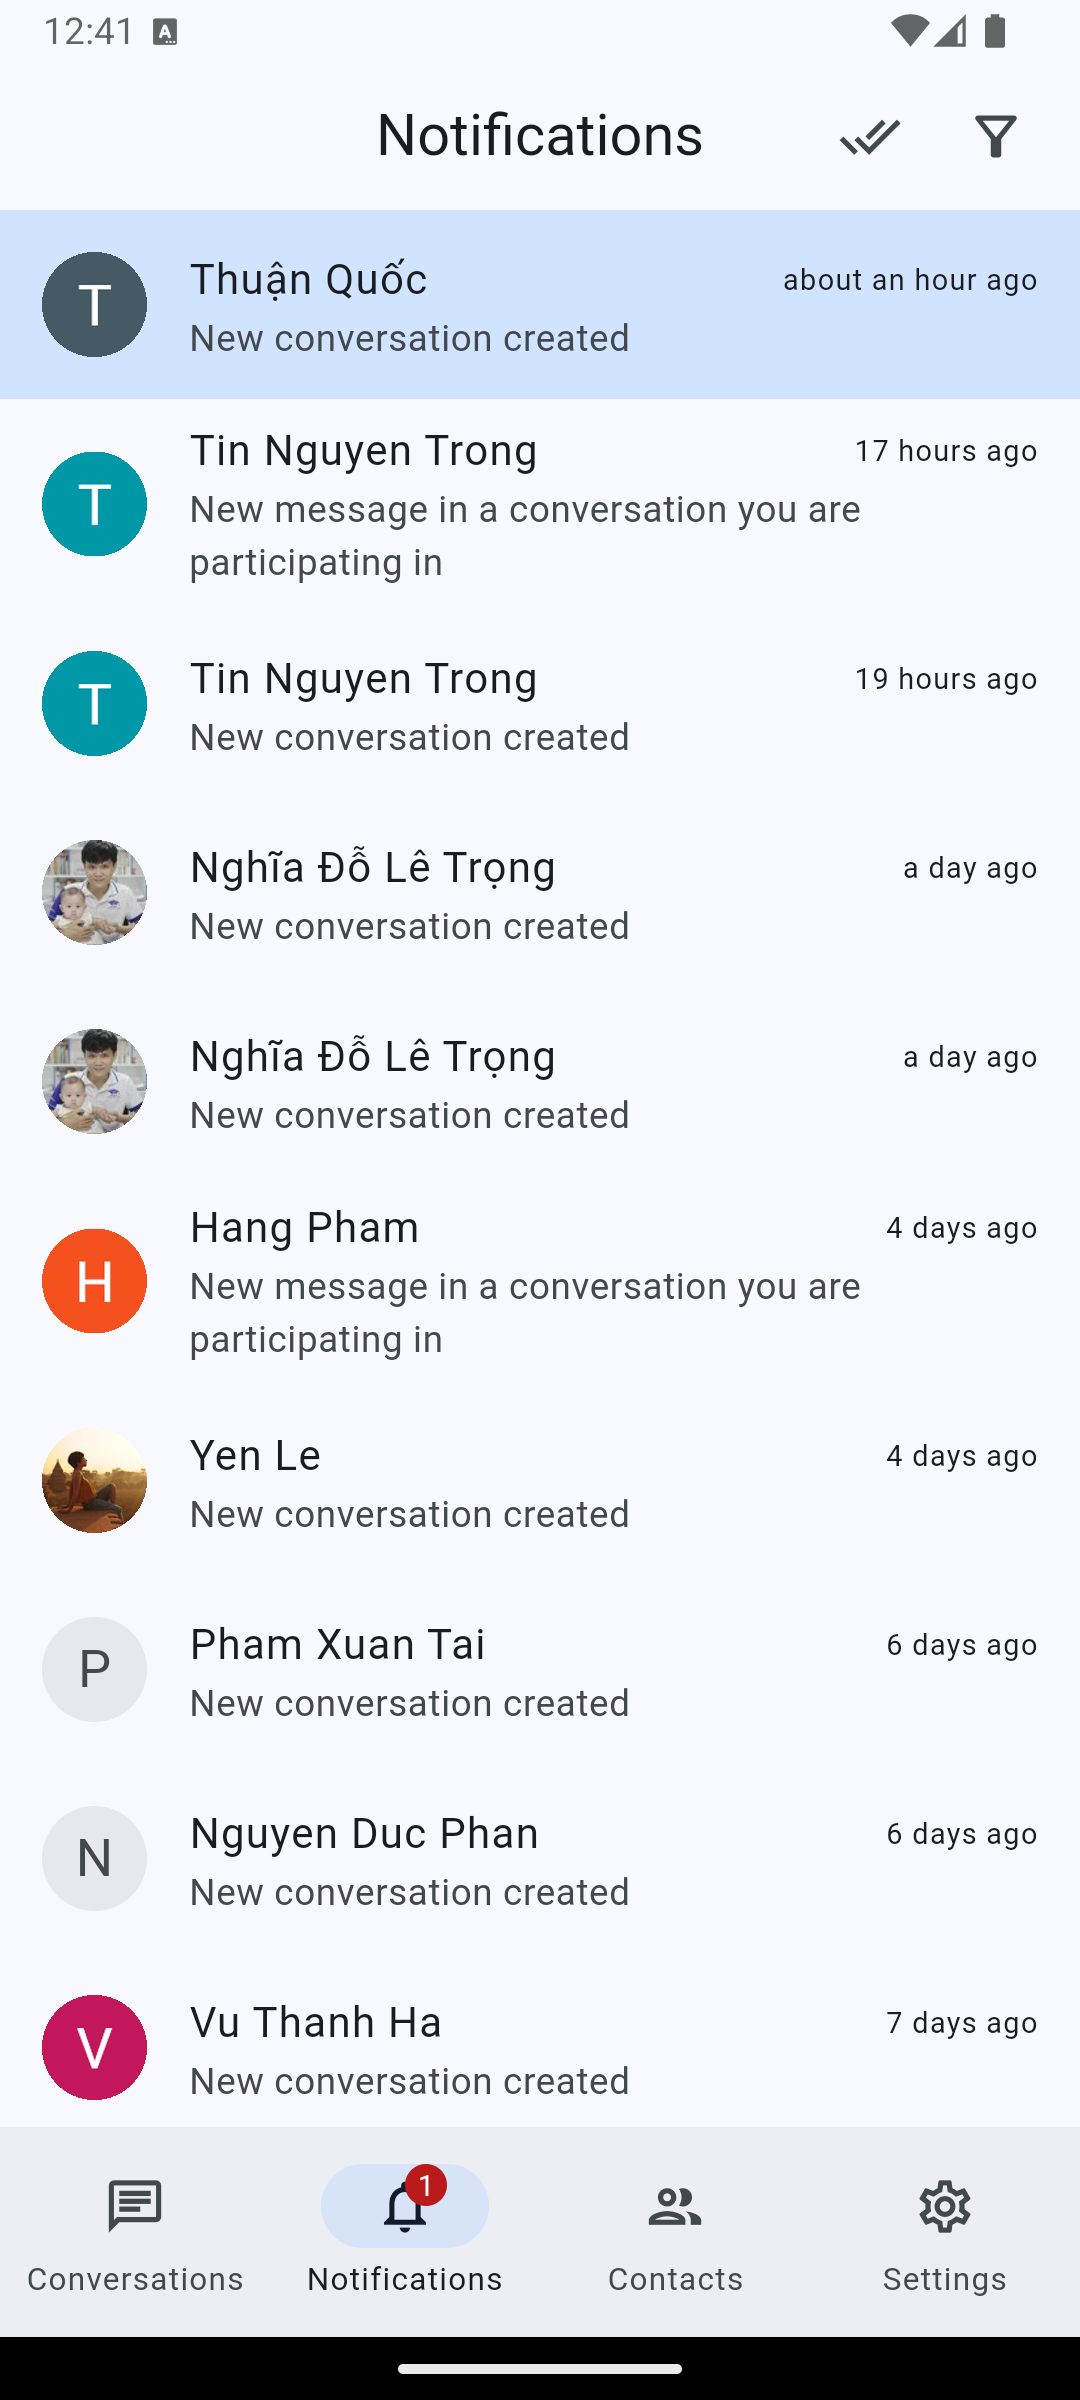 12:41
Notifications
T
Thuận Quốc
about an hour ago
New conversation created
T
Tin Nguyen Trong
17 hours ago
New message in a conversation you are
participating in
T
Tin Nguyen Trong
19 hours ago
New conversation created
Nghĩa Đỗ Lê Trọng
a day ago
New conversation created
Nghĩa Đỗ Lê Trọng
a day ago
New conversation created
H
Hang Pham
4 days ago
New message in a conversation you are
participating in
Yen Le
4 days ago
New conversation created
P
Pham Xuan Tai
6 days ago
New conversation created
N
Nguyen Duc Phan
6 days ago
New conversation created
V
Vu Thanh Ha
7 days ago
New conversation created
1
Conversations
Notifications
Contacts
Settings